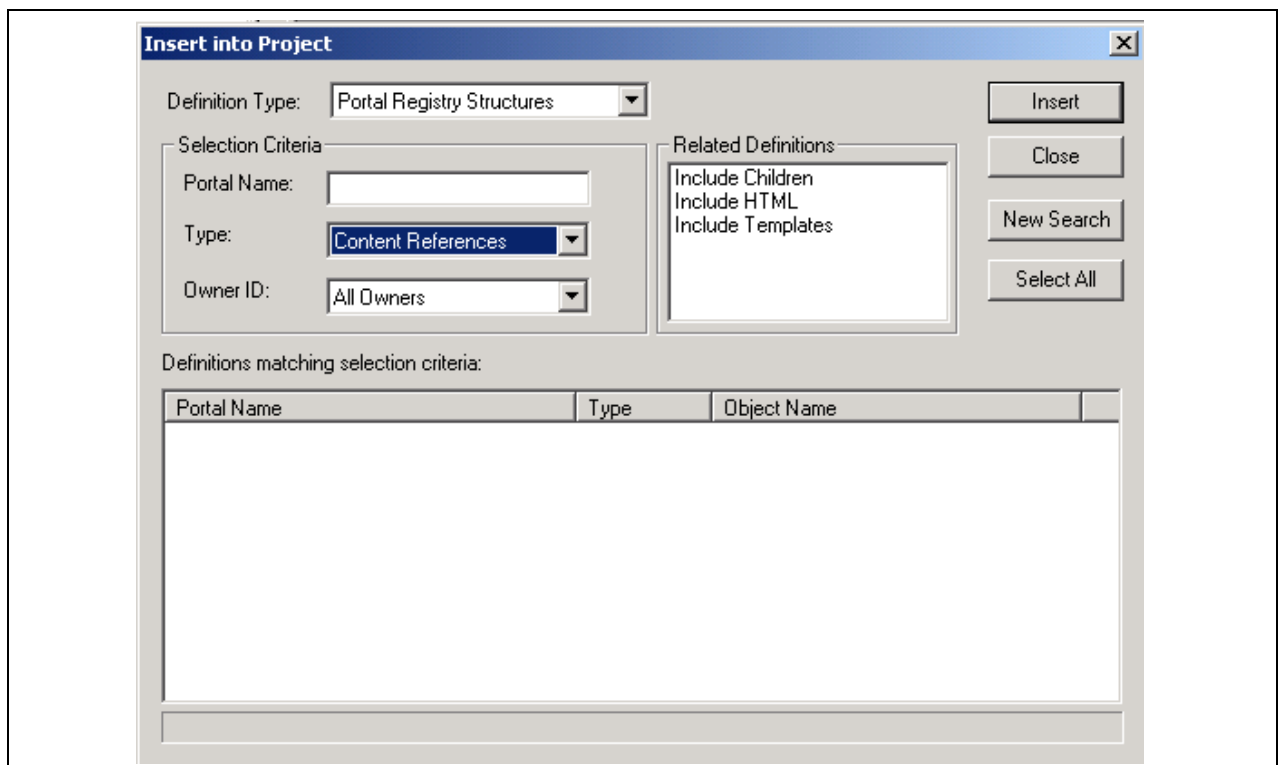 Insert into Project
Definition Type: Portal Registry Structures Insert
Selection Criteria Related Definitions Close
Portal Name: Include Children
Include HTML
Include Templates
New Search
Type: Content References
Owner ID: All Owners Select All
Definitions matching selection criteria:
Portal Name Type Object Name